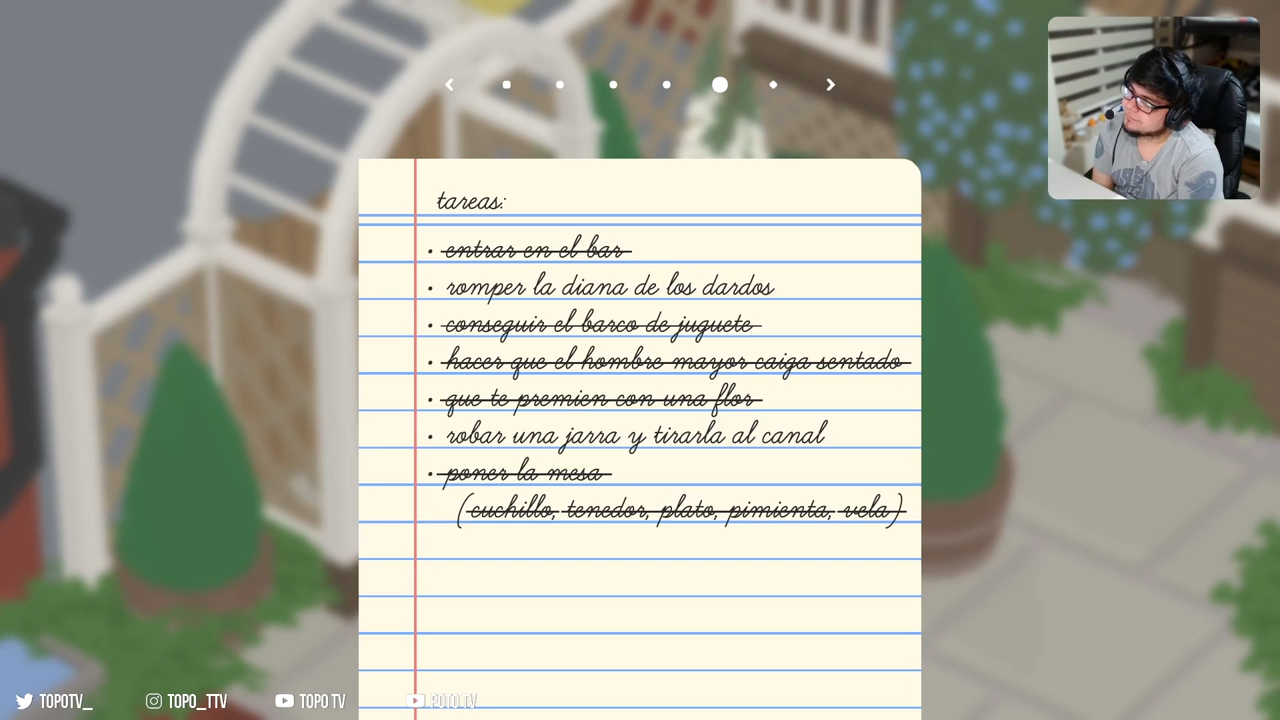 tareas:
• entrar en el bar
• romper la diana de los dardos
• conseguir el barco de juguete
• hacer que el hombre mayor caiga sentado
• que te premien con una flor
• robar una jarra y tirarla al canal
• poner la mesa
(cuchillo, tenedor, plato, pimienta, vela)
TOPOTV_ TOPO_TTV TOPO TV POTO TV